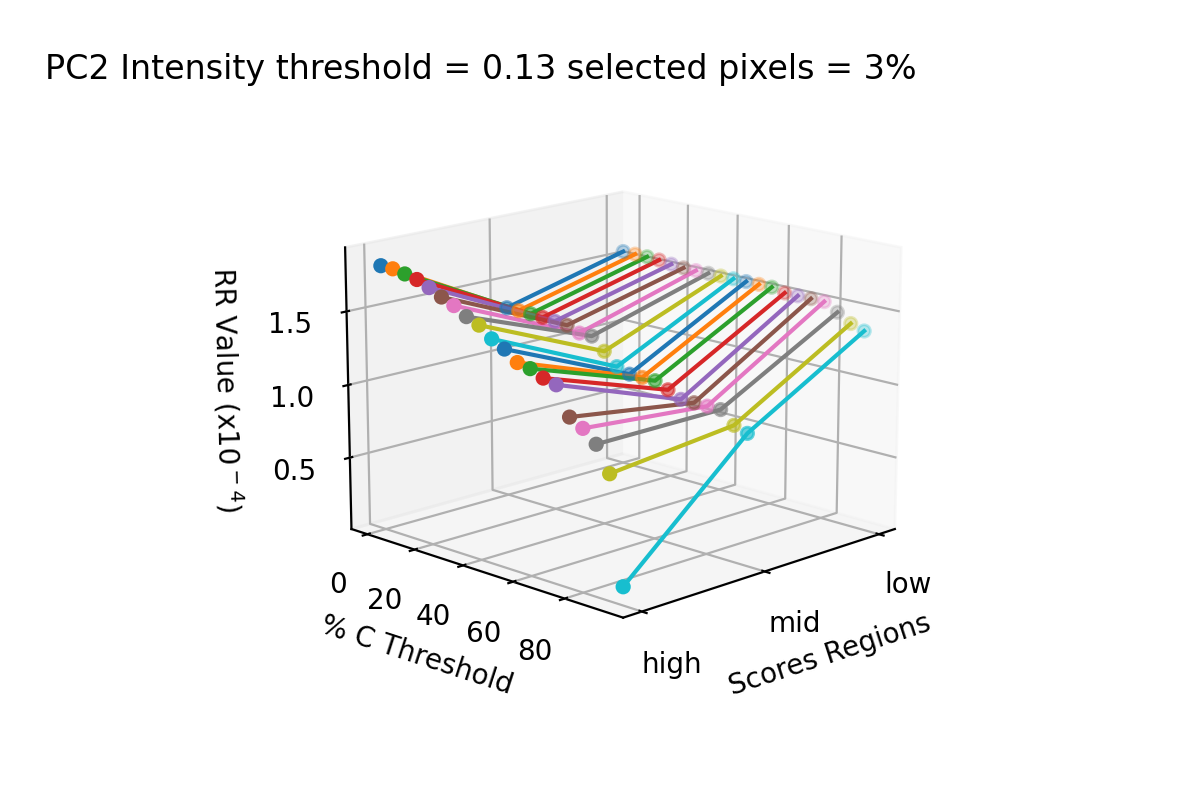 PC2 Intensity threshold = 0.13 selected pixels = 3%
1.5
1.0
0.5
RR Value (x10⁻⁴)
0
20
40
60
80
% C Threshold
high
mid
low
Scores Regions